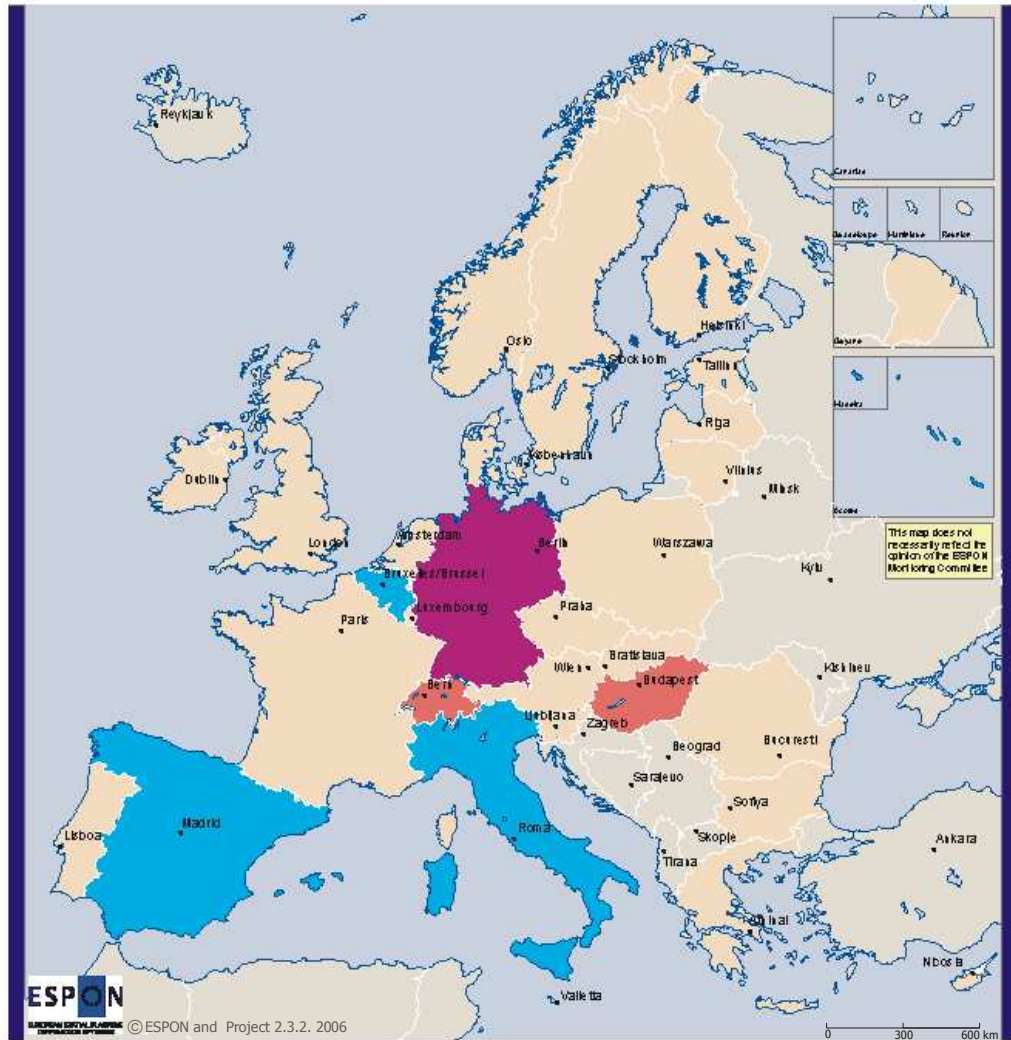 Reykjavik
Canarias
Guadeloupe
Martinique
Reunion
Guyane
Helsinki
Oslo
Stockholm
Tallinn
Madeira
Riga
København
Dublin
Vilnius
Minsk
Acores
This map does not
necessarily reflect the
opinion of the ESPON
Monitoring Committee
London
Amsterdam
Berlin
Warszawa
Kyiv
Bruxelles/Brussel
Luxembourg
Praha
Paris
Bratislava
Wien
Kishinev
Bern
Budapest
Ljubljana
Zagreb
Bucuresti
Beograd
Sarajevo
Sofiya
Madrid
Roma
Lisboa
Skopje
Ankara
Tirana
Athinai
Nicosia
Valletta
ESPON
© ESPON and Project 2.3.2. 2006
0 300 600 km